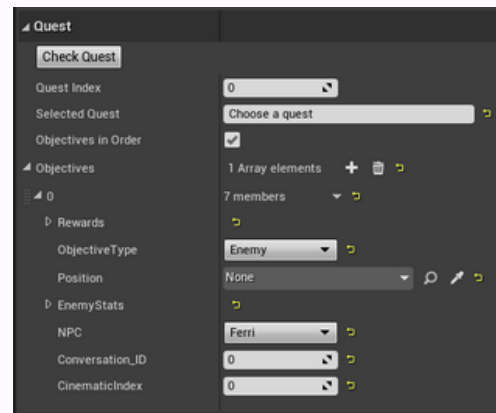 Quest
Check Quest
Quest Index 0
Selected Quest Choose a quest
Objectives in Order
Objectives 1 Array elements
0 7 members
Rewards
ObjectiveType Enemy
Position None
EnemyStats
NPC Ferri
Conversation_ID 0
CinematicIndex 0